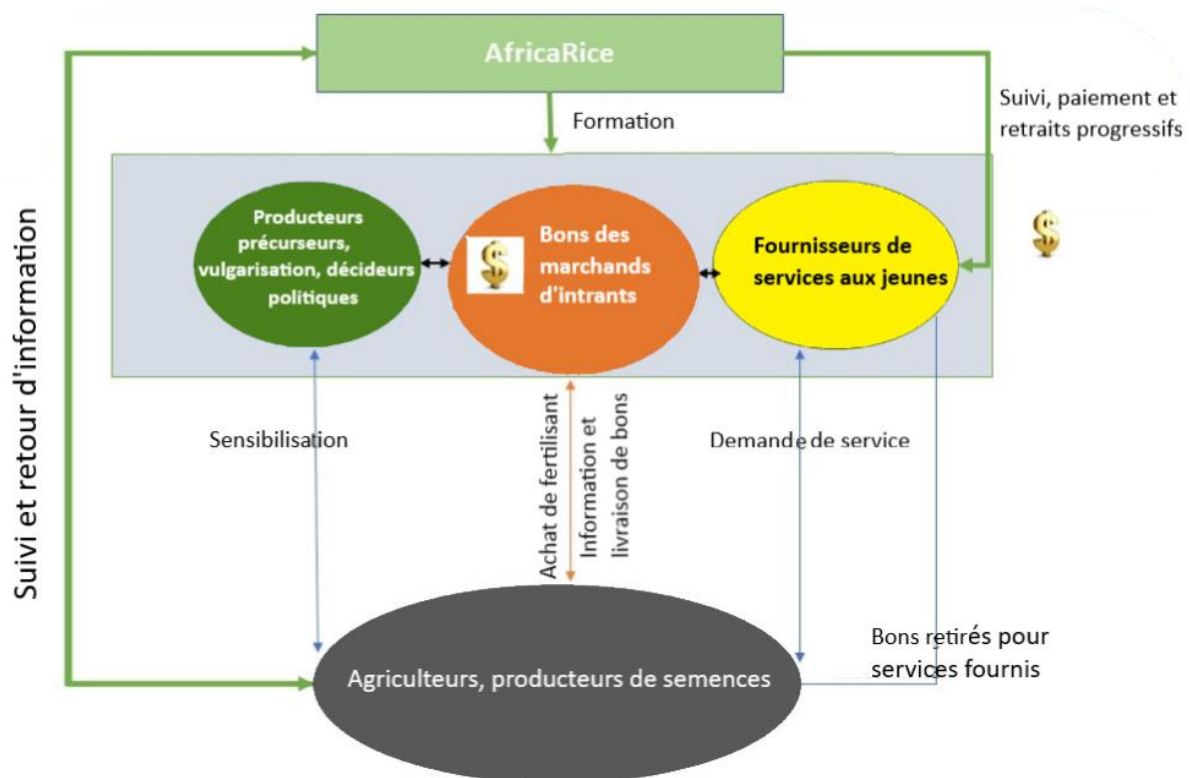 AfricaRice
Formation
Suivi, paiement et
retraits progressifs
Suivi et retour d'information
Producteurs
précurseurs,
vulgarisation, décideurs
politiques
$
Bons des
marchands
d'intrants
Fournisseurs de
services aux jeunes
$
Sensibilisation
Achat de fertilisant
Information et
livraison de bons
Demande de service
Bons retirés pour
services fournis
Agriculteurs, producteurs de semences